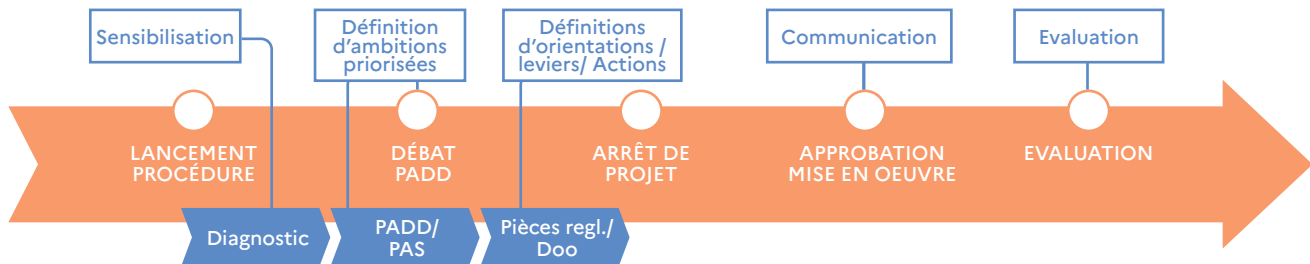 Sensibilisation
Définition
d'ambitions
priorisées
Définitions
d'orientations /
leviers/ Actions
Communication
Evaluation
LANCEMENT
PROCÉDURE
DÉBAT
PADD
ARRÊT DE
PROJET
APPROBATION
MISE EN OEUVRE
EVALUATION
Diagnostic
PADD/
PAS
Pièces regl./
Doo